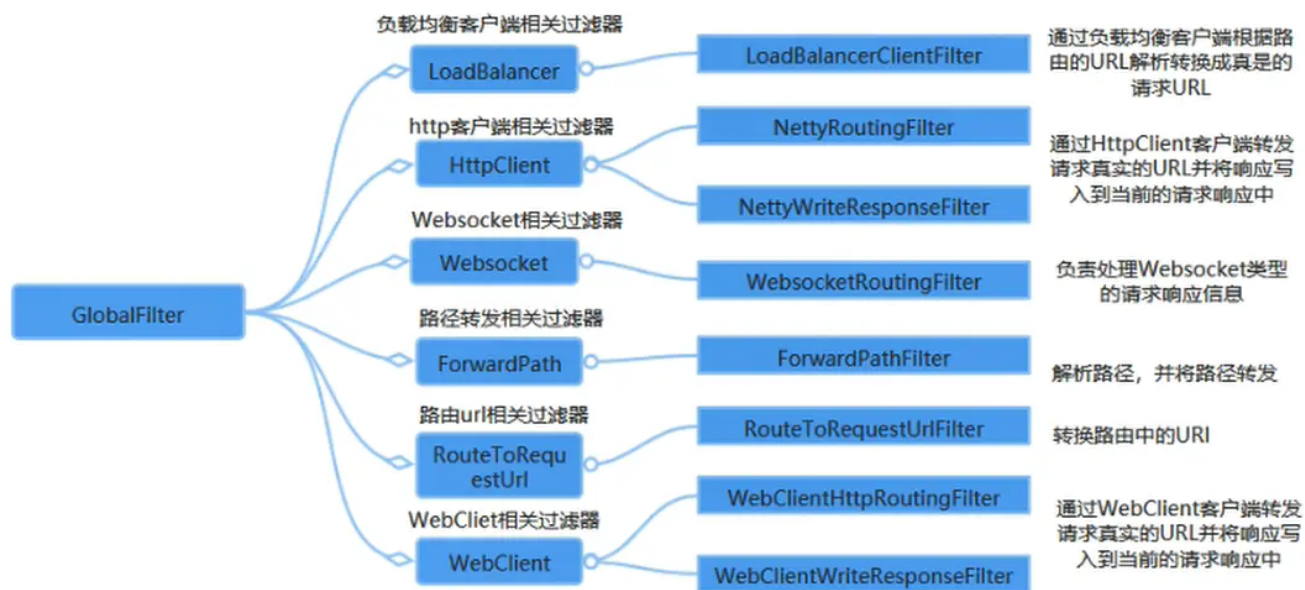 GlobalFilter
负载均衡客户端相关过滤器
LoadBalancer
LoadBalancerClientFilter
通过负载均衡客户端根据路
由的URL解析转换成真是的
请求URL
http客户端相关过滤器
HttpClient
NettyRoutingFilter
NettyWriteResponseFilter
通过HttpClient客户端转发
请求真实的URL并将响应写
入到当前的请求响应中
Websocket相关过滤器
Websocket
WebsocketRoutingFilter
负责处理Websocket类型
的请求响应信息
路径转发相关过滤器
ForwardPath
ForwardPathFilter
解析路径，并将路径转发
路由url相关过滤器
RouteToRequ
estUrl
RouteToRequestUrlFilter
转换路由中的URI
WebCliet相关过滤器
WebClient
WebClientHttpRoutingFilter
WebClientWriteResponseFilter
通过WebClient客户端转发
请求真实的URL并将响应写
入到当前的请求响应中